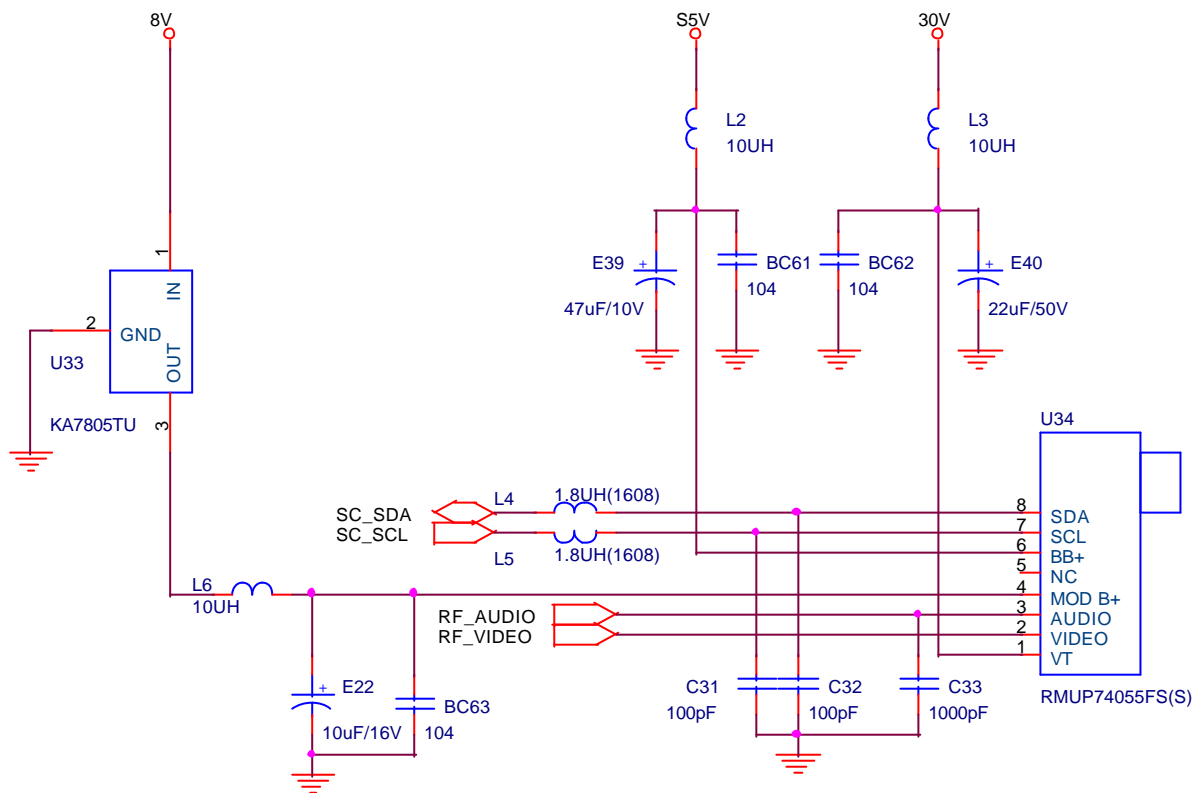 8V
S5V
30V
L2
10UH
L3
10UH
1
IN
2
GND
OUT
U33
KA7805TU
3
E39
+
47uF/10V
BC61
104
BC62
104
+
E40
22uF/50V
U34
L4
1.8UH(1608)
SC_SDA
SC_SCL
L5
1.8UH(1608)
8
SDA
7
SCL
6
BB+
5
NC
4
MOD B+
3
AUDIO
2
VIDEO
1
VT
L6
10UH
RF_AUDIO
RF_VIDEO
+
E22
10uF/16V
BC63
104
C31
100pF
C32
100pF
C33
1000pF
RMUP74055FS(S)